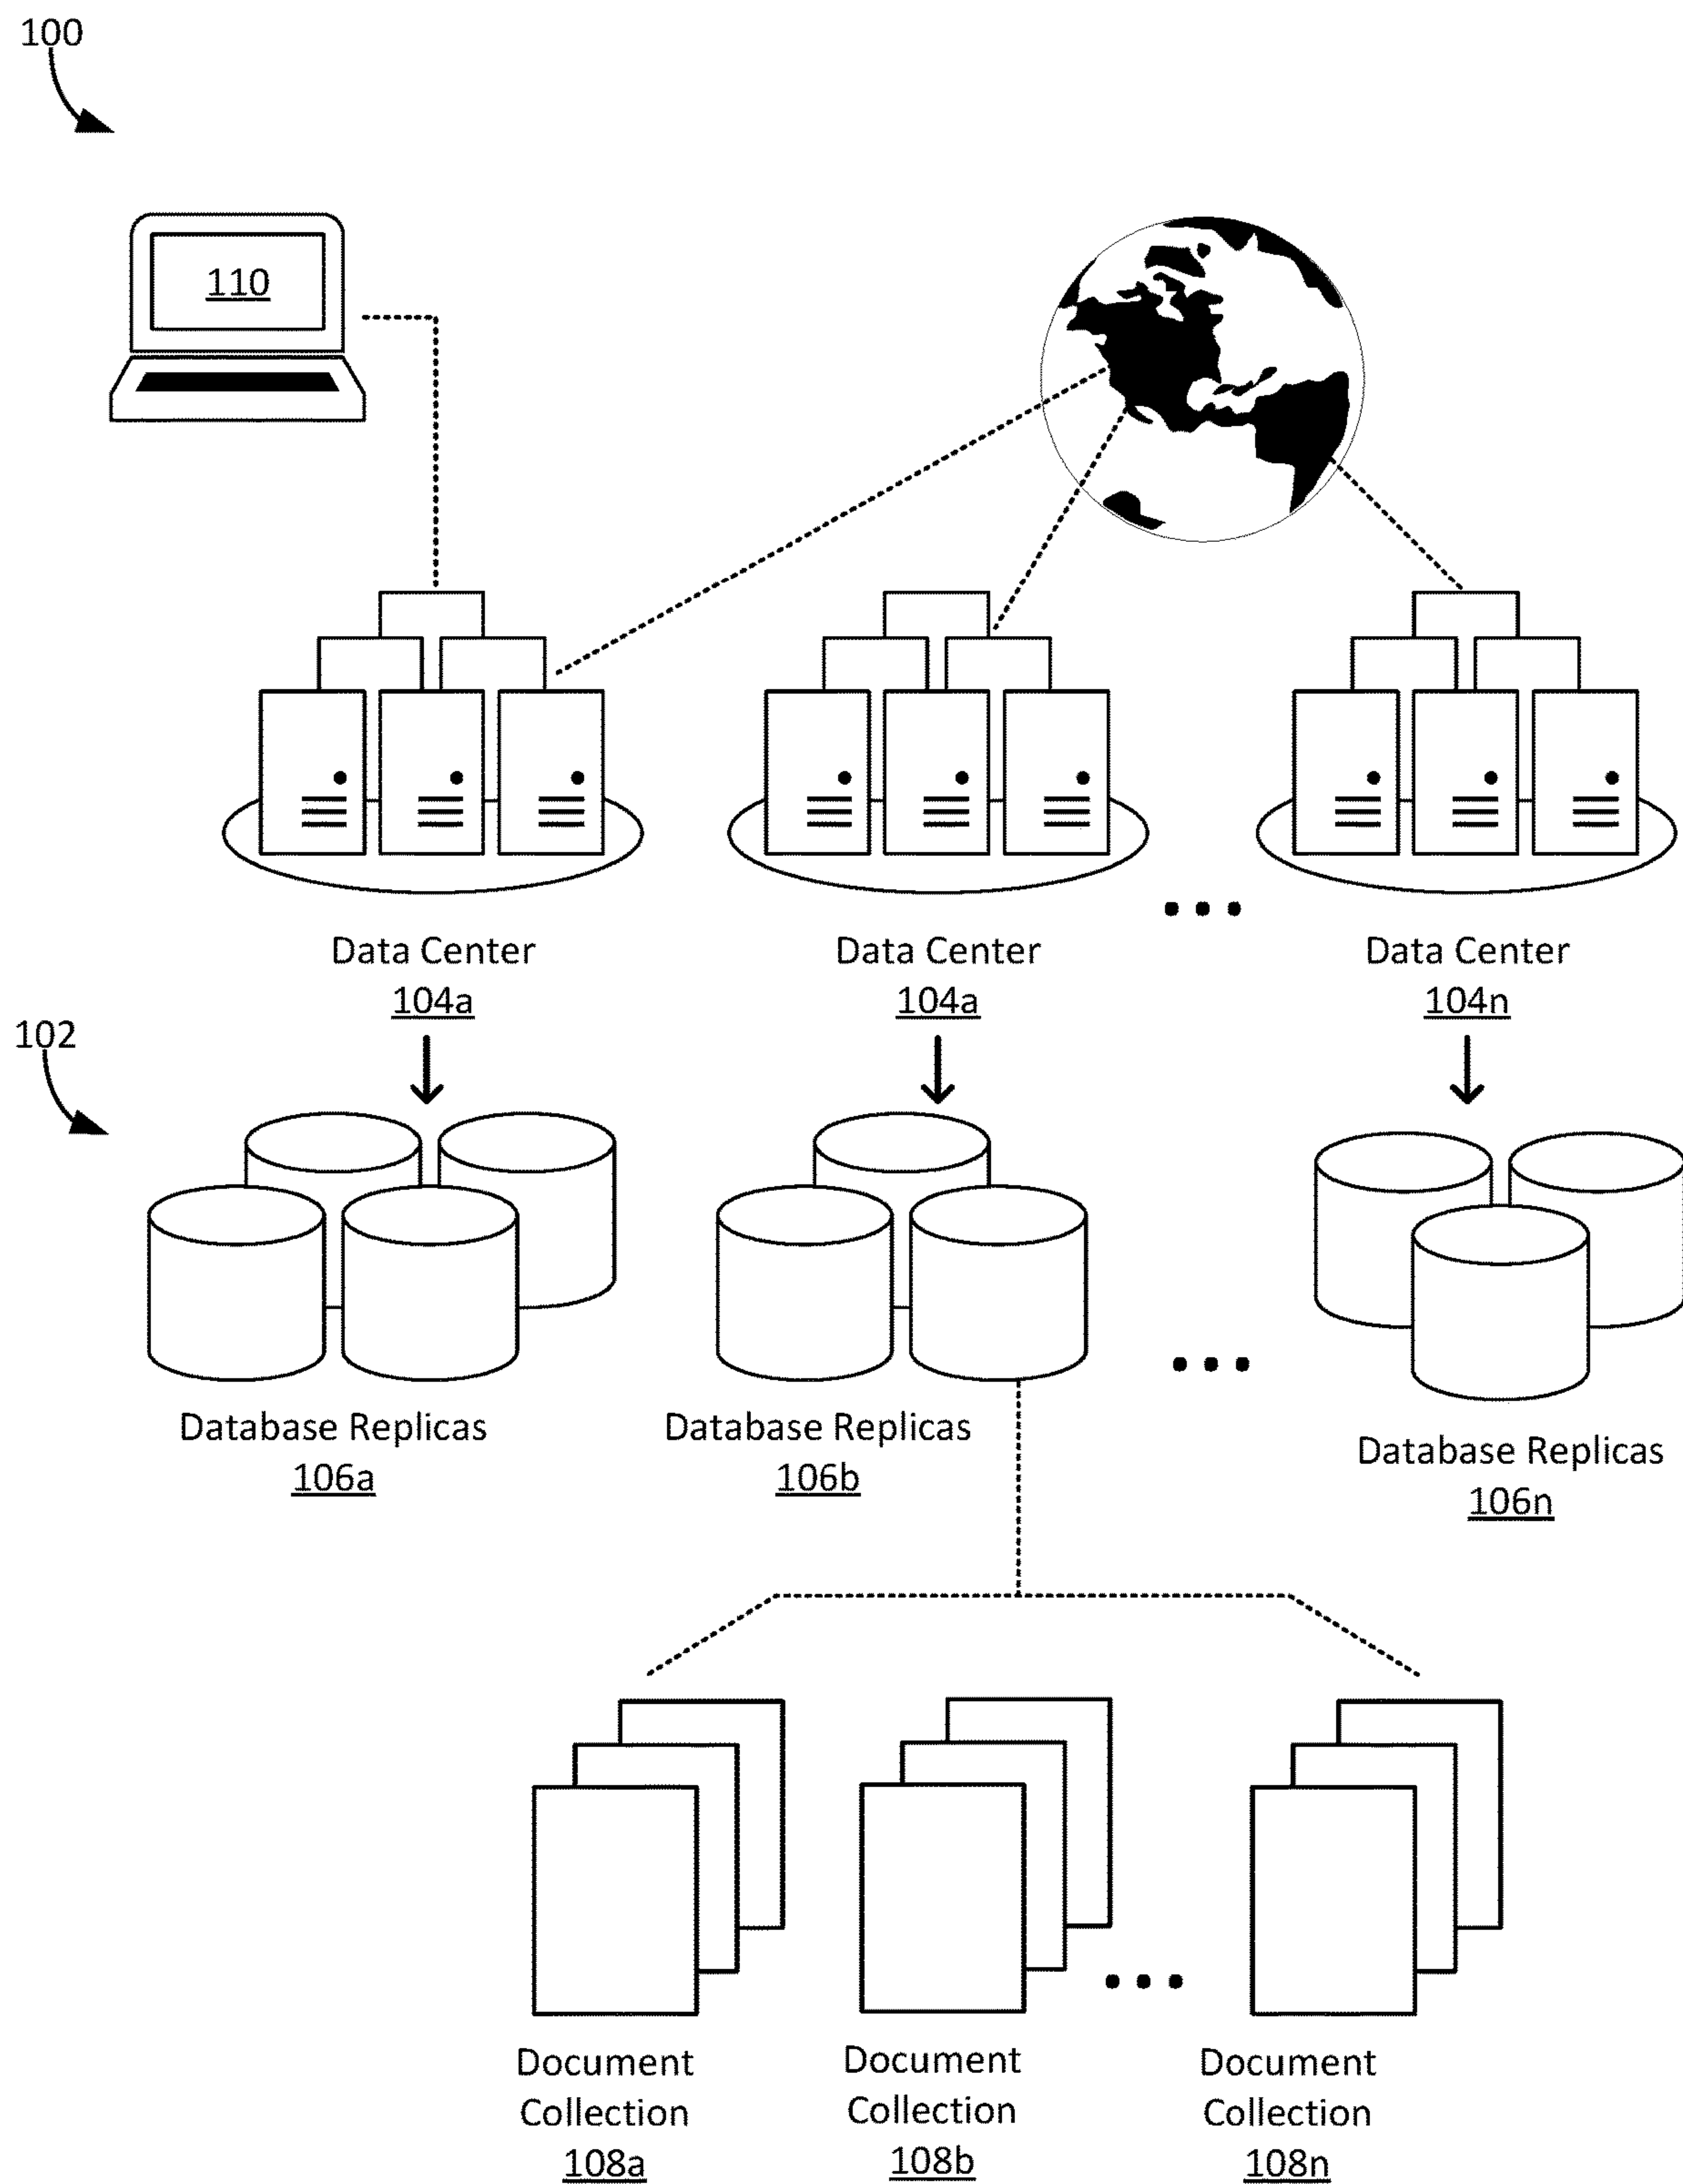 100
110
Data Center
104a
Data Center
104a
Data Center
104n
102
Database Replicas
106a
Database Replicas
106b
Database Replicas
106n
Document
Collection
108a
Document
Collection
108b
Document
Collection
108n